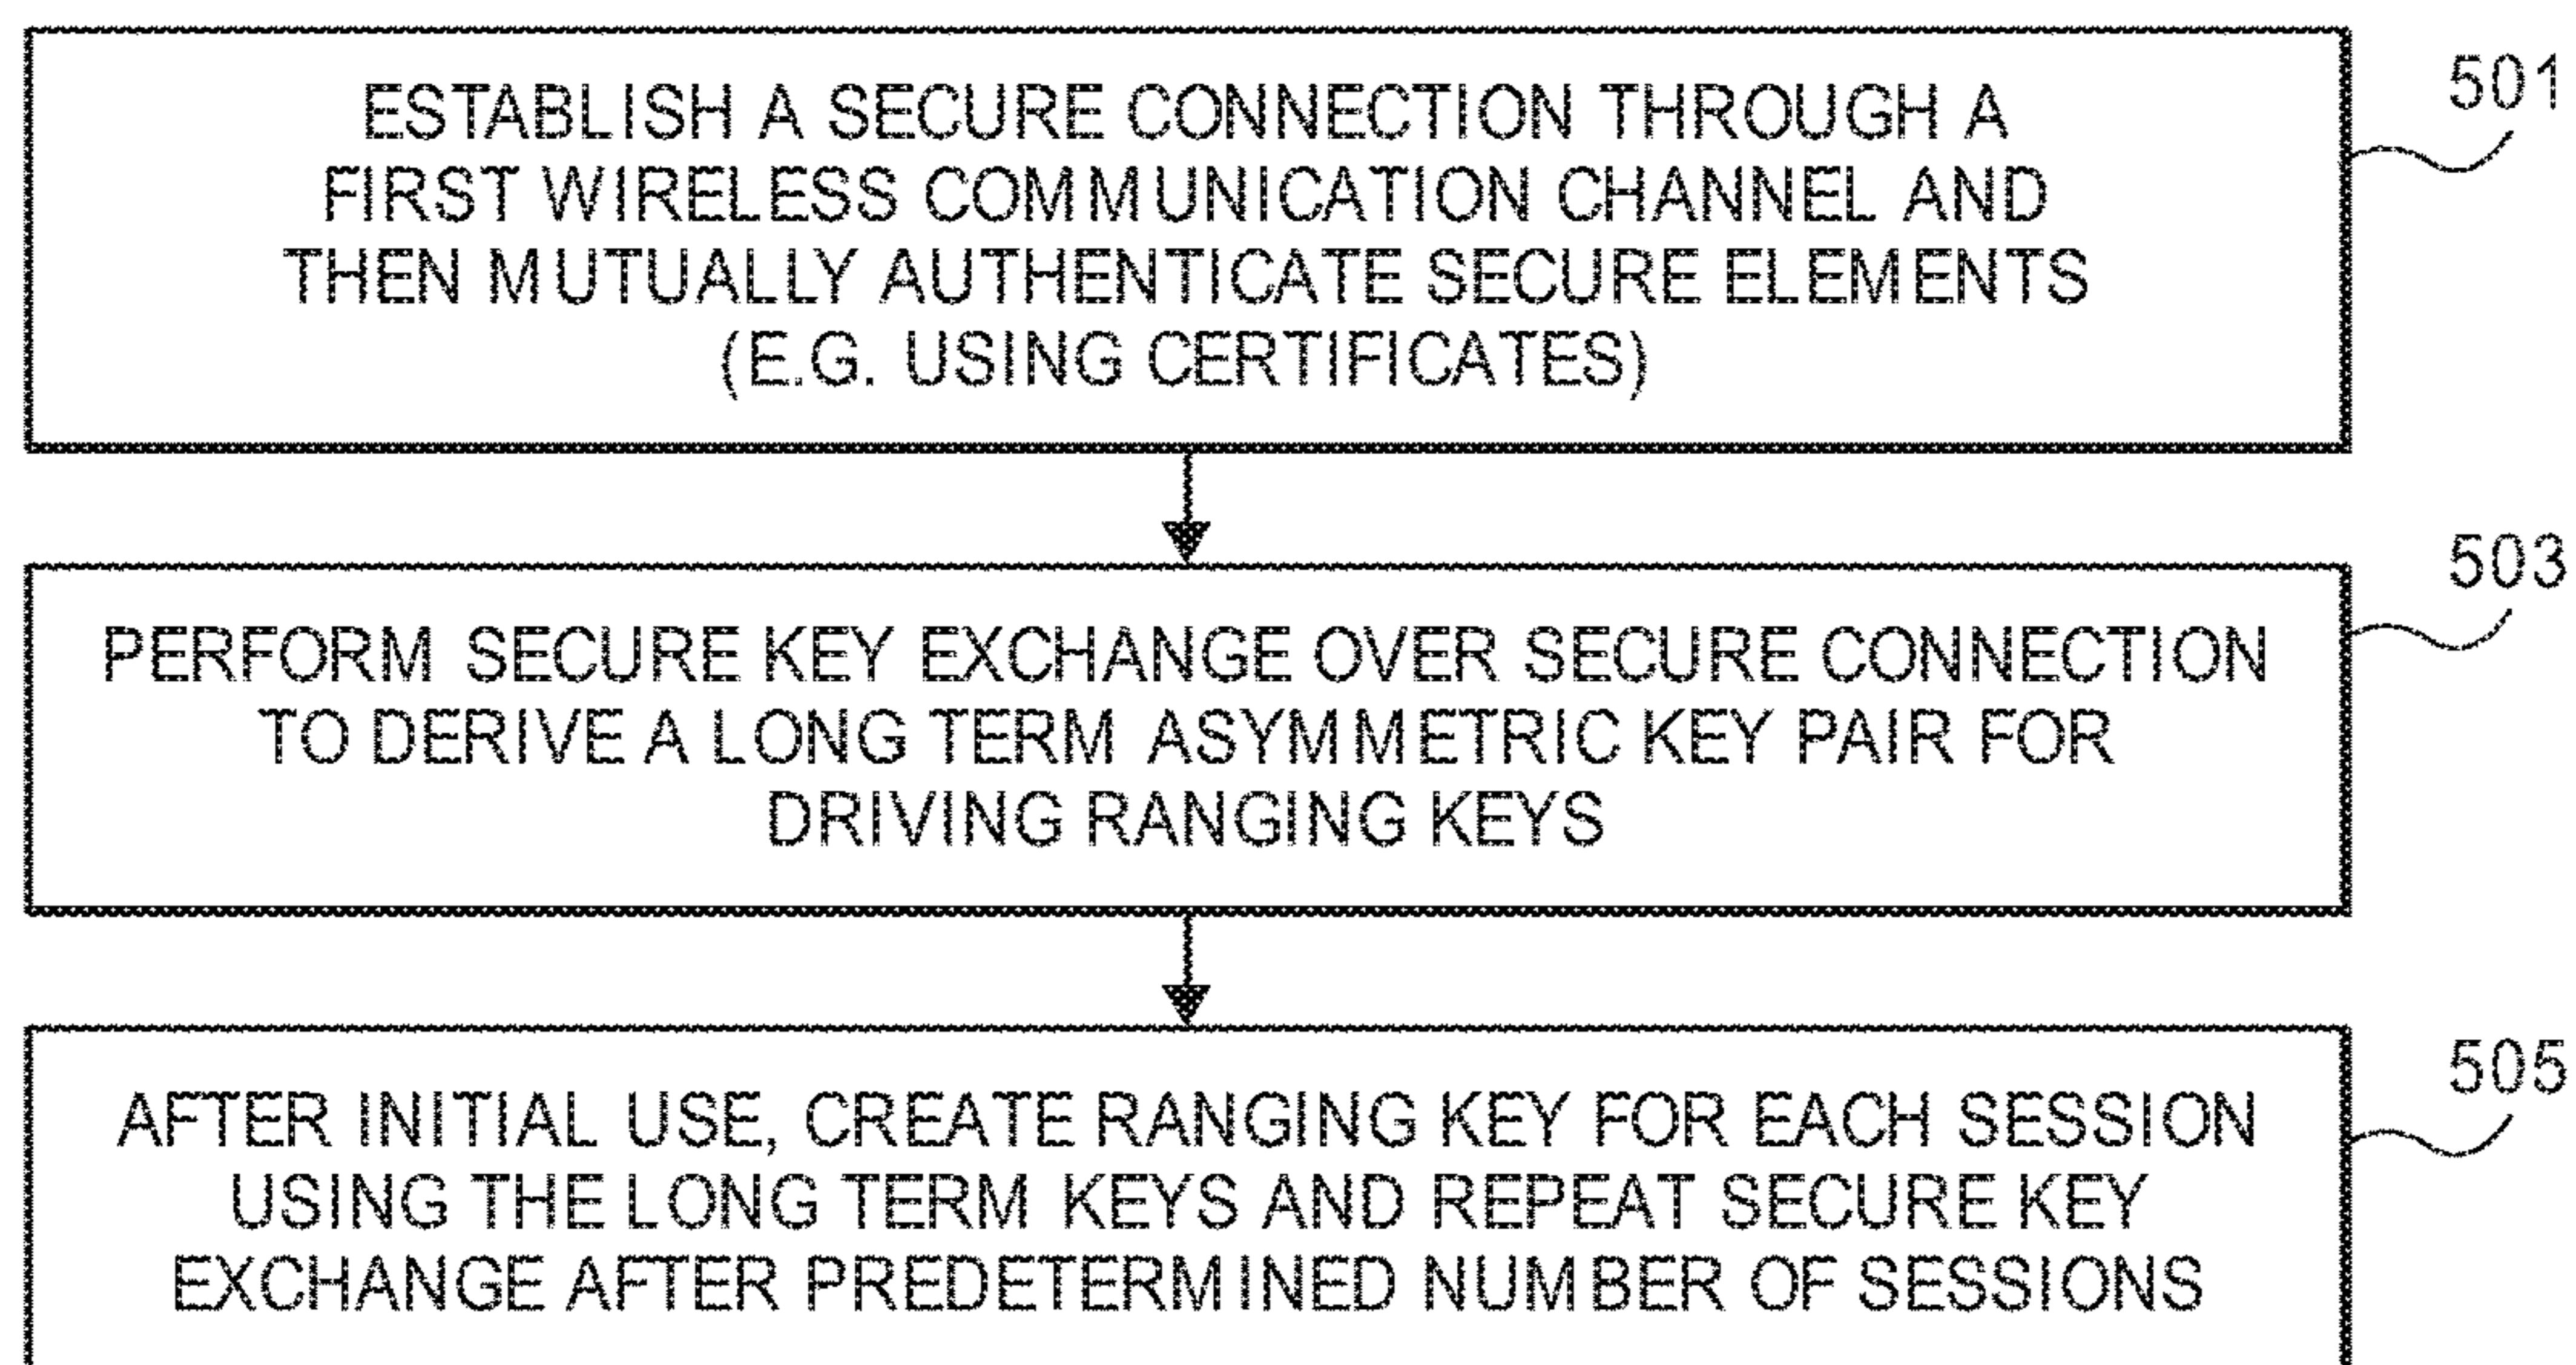 ESTABLISH A SECURE CONNECTION THROUGH A
FIRST WIRELESS COMMUNICATION CHANNEL AND
THEN MUTUALLY AUTHENTICATE SECURE ELEMENTS
(E.G. USING CERTIFICATES)
501
PERFORM SECURE KEY EXCHANGE OVER SECURE CONNECTION
TO DERIVE A LONG TERM ASYMMETRIC KEY PAIR FOR
DRIVING RANGING KEYS
503
AFTER INITIAL USE, CREATE RANGING KEY FOR EACH SESSION
USING THE LONG TERM KEYS AND REPEAT SECURE KEY
EXCHANGE AFTER PREDETERMINED NUMBER OF SESSIONS
505